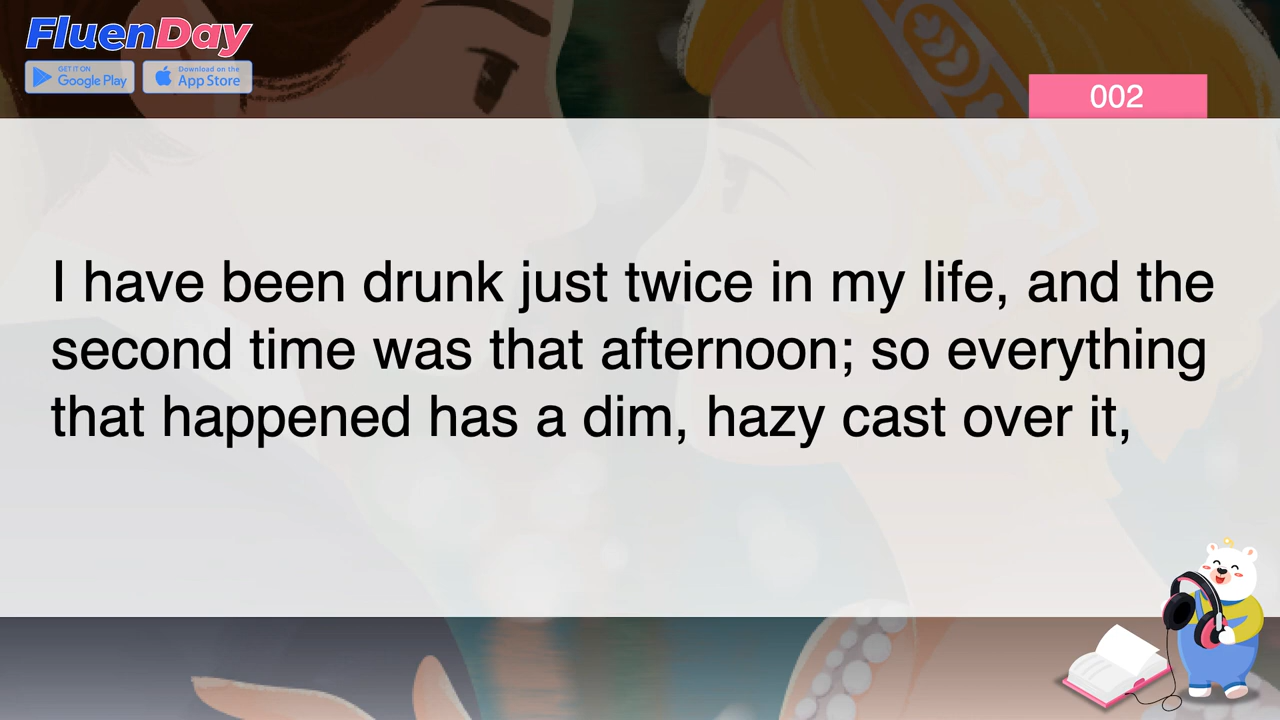 FluenDay
GET IT ON
Google Play
Download on the
App Store
002
I have been drunk just twice in my life, and the
second time was that afternoon; so everything
that happened has a dim, hazy cast over it,